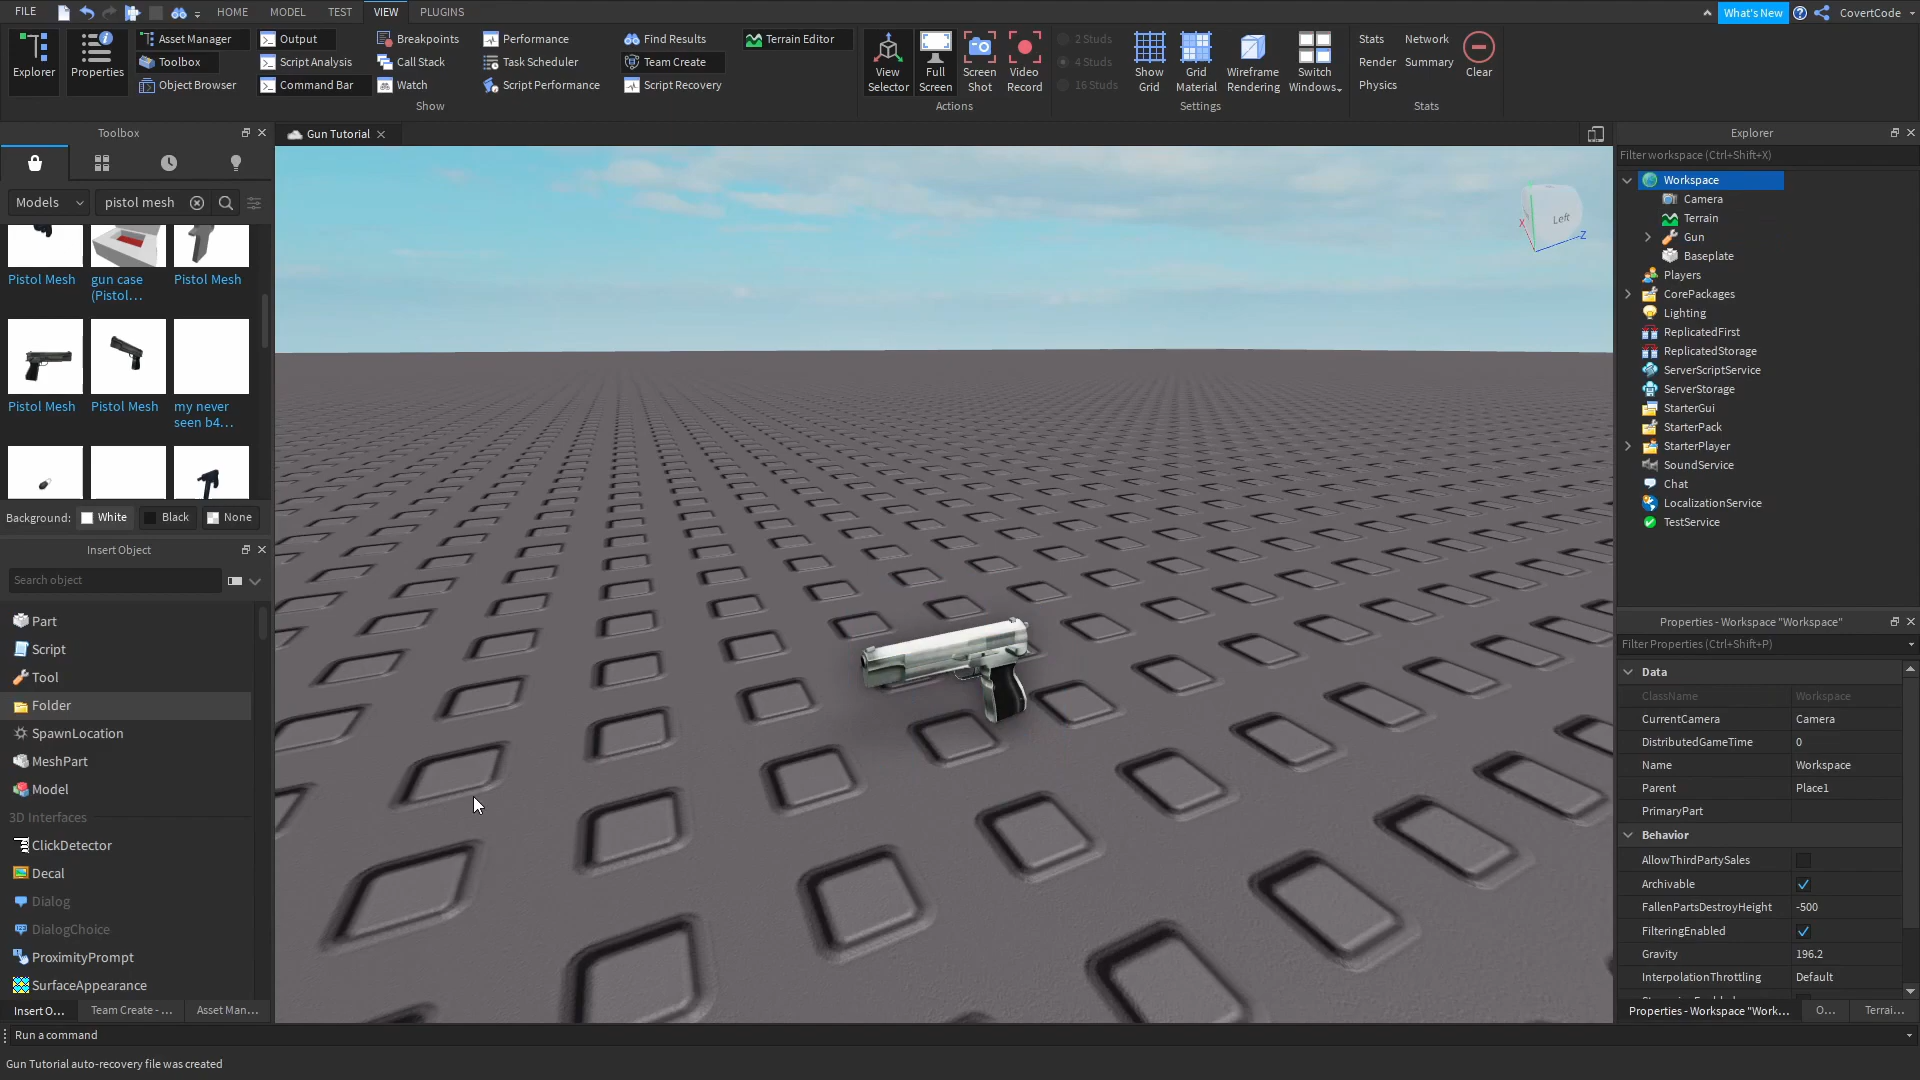 FILE HOME MODEL TEST VIEW PLUGINS What's New CovertCode
Explorer
Properties
Asset Manager
Toolbox
Object Browser
Output
Script Analysis
Command Bar
Breakpoints
Call Stack
Watch
Performance
Task Scheduler
Script Performance
Find Results
Team Create
Script Recovery
Terrain Editor
Show
View
Selector
Full
Screen
Screen
Shot
Video
Record
Actions
2 Studs
4 Studs
16 Studs
Show
Grid
Grid
Material
Wireframe
Rendering
Switch
Windows
Settings
Stats
Network
Render
Summary
Physics
Clear
Stats
Toolbox
Models
pistol mesh
Pistol Mesh
gun case
(Pistol...
Pistol Mesh
Pistol Mesh
Pistol Mesh
my never
seen b4...
Background: White Black None
Insert Object
Search object
Part
Script
Tool
Folder
SpawnLocation
MeshPart
Model
3D Interfaces
ClickDetector
Decal
Dialog
DialogChoice
ProximityPrompt
SurfaceAppearance
Insert O...
Team Create - ...
Asset Man...
Gun Tutorial
X
Left
Z
Explorer
Filter workspace (Ctrl+Shift+X)
Workspace
Camera
Terrain
Gun
Baseplate
Players
CorePackages
Lighting
ReplicatedFirst
ReplicatedStorage
ServerScriptService
ServerStorage
StarterGui
StarterPack
StarterPlayer
SoundService
Chat
LocalizationService
TestService
Properties - Workspace "Workspace"
Filter Properties (Ctrl+Shift+P)
Data
ClassName Workspace
CurrentCamera Camera
DistributedGameTime 0
Name Workspace
Parent Place1
PrimaryPart
Behavior
AllowThirdPartySales
Archivable
FallenPartsDestroyHeight -500
FilteringEnabled
Gravity 196.2
InterpolationThrottling Default
Properties - Workspace "Work...
O...
Terrai...
Run a command
Gun Tutorial auto-recovery file was created